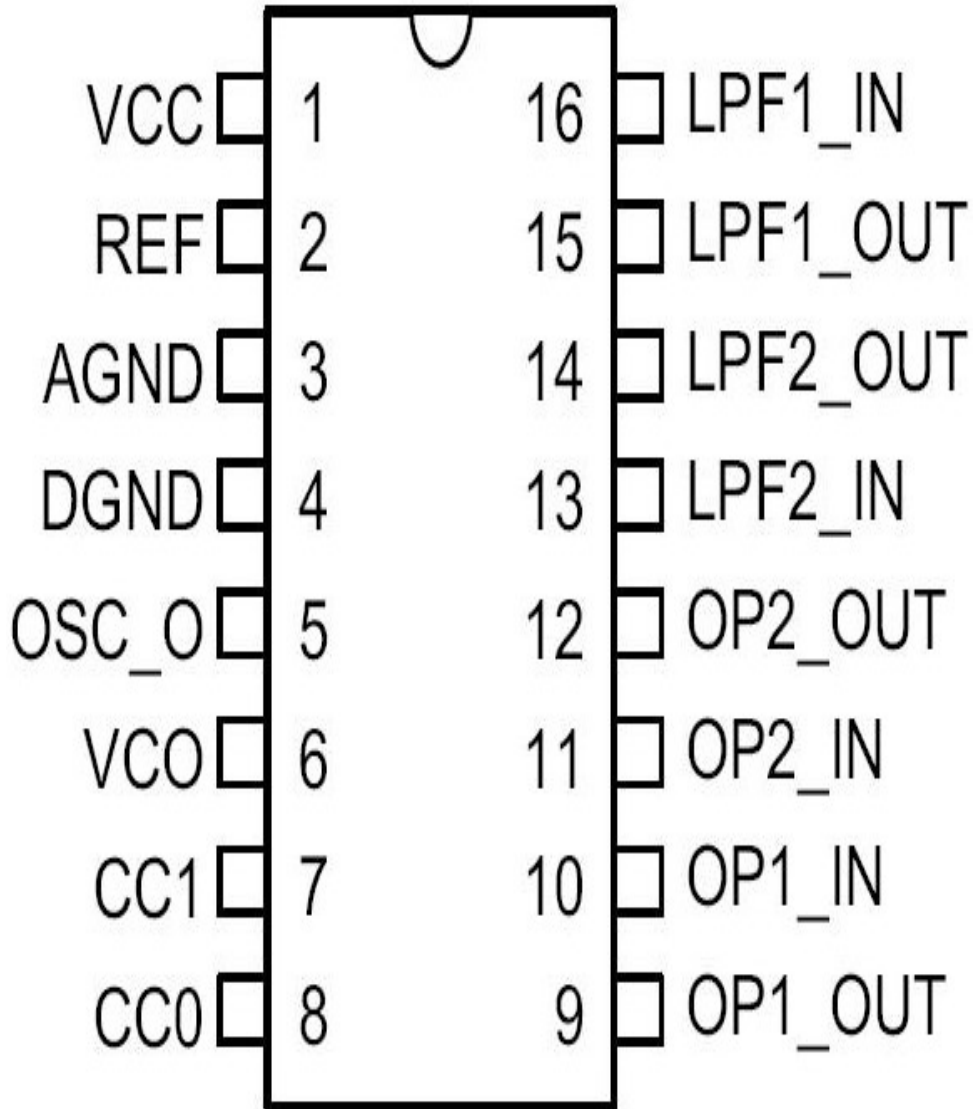 VCC 1 16 LPF1_IN
REF 2 15 LPF1_OUT
AGND 3 14 LPF2_OUT
DGND 4 13 LPF2_IN
OSC_O 5 12 OP2_OUT
VCO 6 11 OP2_IN
CC1 7 10 OP1_IN
CC0 8 9 OP1_OUT